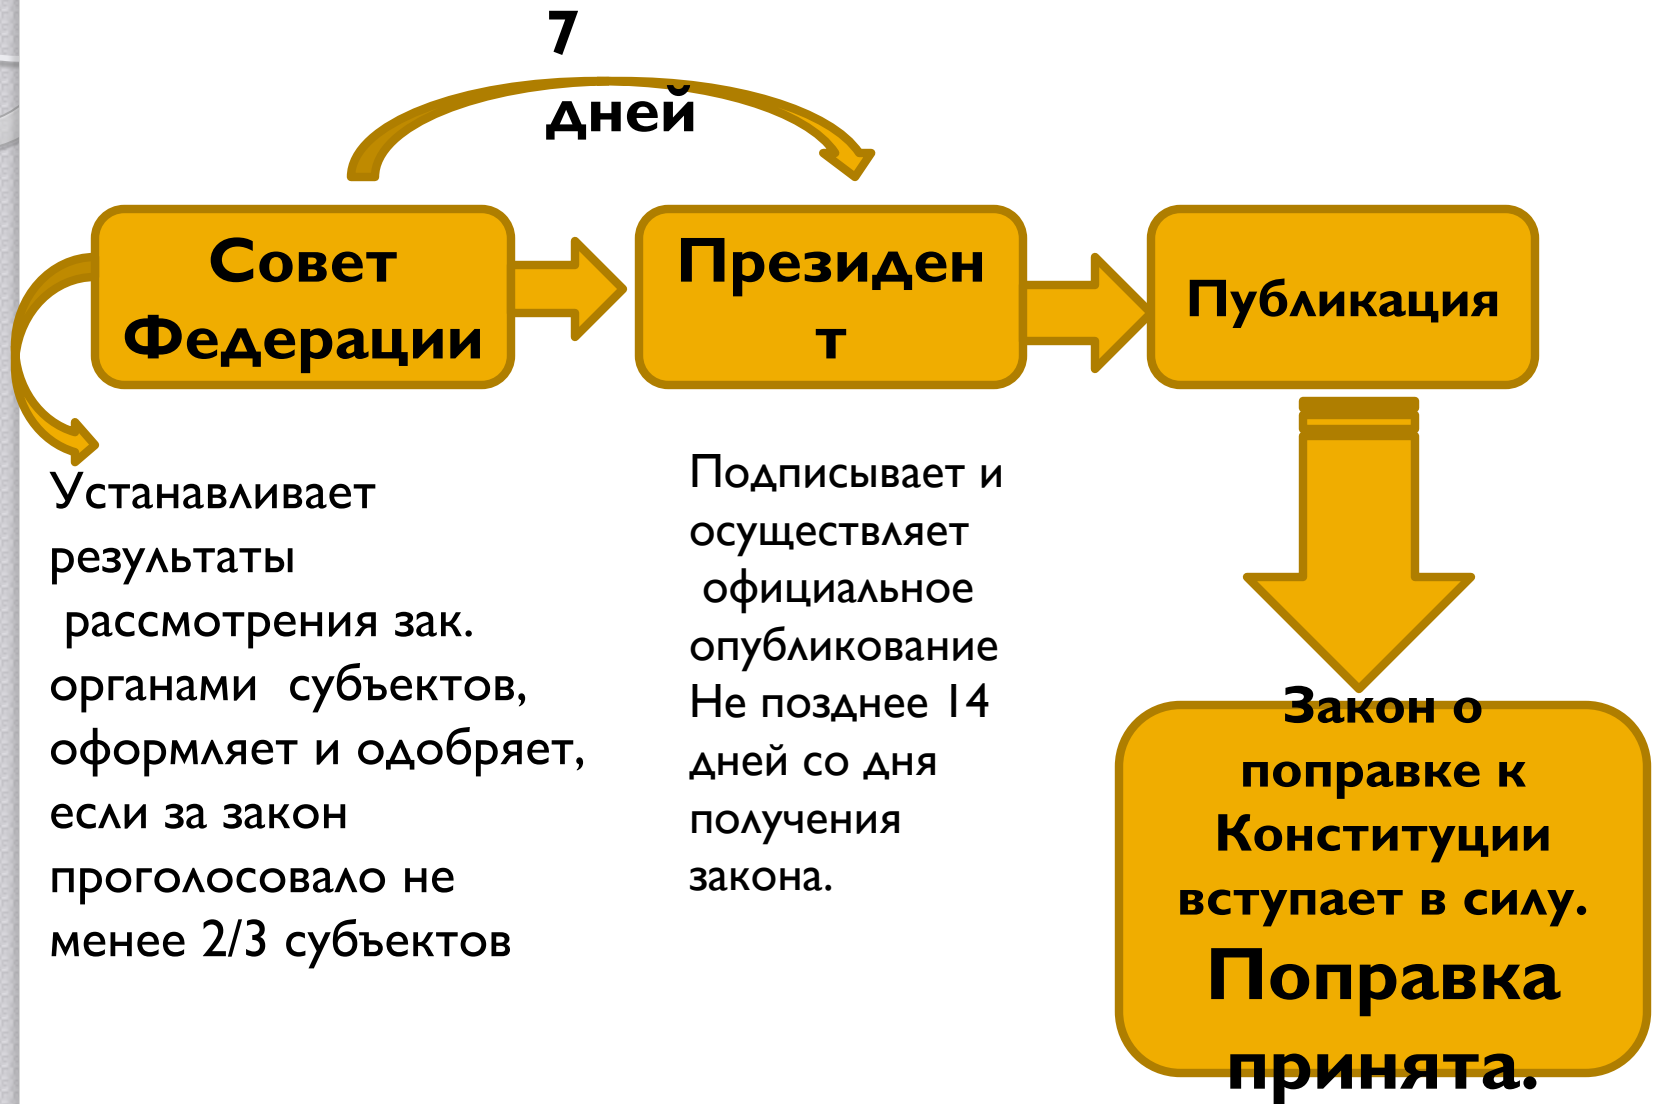 7
дней
Совет
Федерации
Президен
т
Публикация
Устанавливает
результаты
рассмотрения зак.
органами субъектов,
оформляет и одобряет,
если за закон
проголосовало не
менее 2/3 субъектов
Подписывает и
осуществляет
официальное
опубликование
Не позднее 14
дней со дня
получения
закона.
Закон о
поправке к
Конституции
вступает в силу.
Поправка
принята.